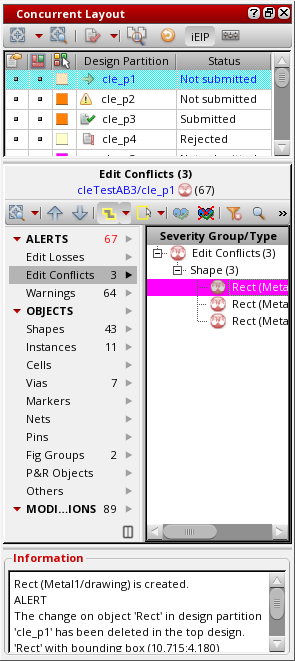 Concurrent Layout
iEIP
Design Partition Status
cle_p1 Not submitted
cle_p2 Not submitted
cle_p3 Submitted
cle_p4 Rejected
Edit Conflicts (3)
cleTestAB3/cle_p1 (67)
»
ALERTS 67
Edit Losses
Edit Conflicts 3
Warnings 64
OBJECTS
Shapes 43
Instances 11
Cells
Vias 7
Markers
Nets
Pins
Fig Groups 2
P&R Objects
Others
MODI...IONS 89
Severity Group/Type
Edit Conflicts (3)
Shape (3)
Rect (Meta
Rect (Meta
Rect (Meta
Information
Rect (Metal1/drawing) is created.
ALERT
The change on object 'Rect' in design partition
'cle_p1' has been deleted in the top design.
'Rect' with bounding box (10.715:4.180)